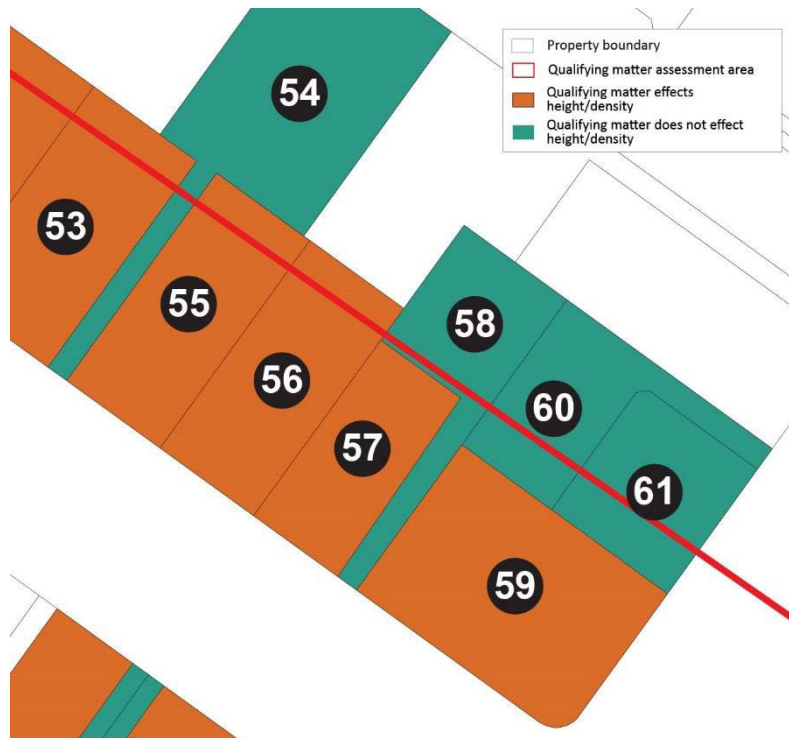 Property boundary
Qualifying matter assessment area
Qualifying matter effects
height/density
Qualifying matter does not effect
height/density
54
53
55
58
56
60
57
61
59